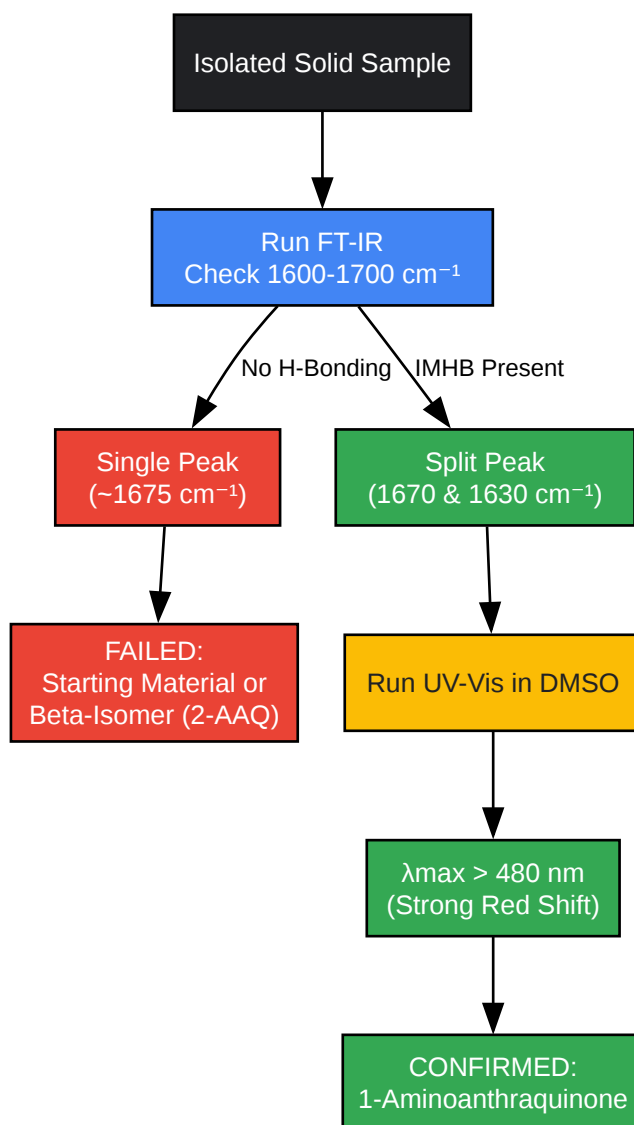 Isolated Solid Sample
Run FT-IR
Check 1600-1700 cm⁻¹
No H-Bonding
IMHB Present
Single Peak
(~1675 cm⁻¹)
Split Peak
(1670 & 1630 cm⁻¹)
FAILED:
Starting Material or
Beta-Isomer (2-AAQ)
Run UV-Vis in DMSO
λmax > 480 nm
(Strong Red Shift)
CONFIRMED:
1-Aminoanthraquinone